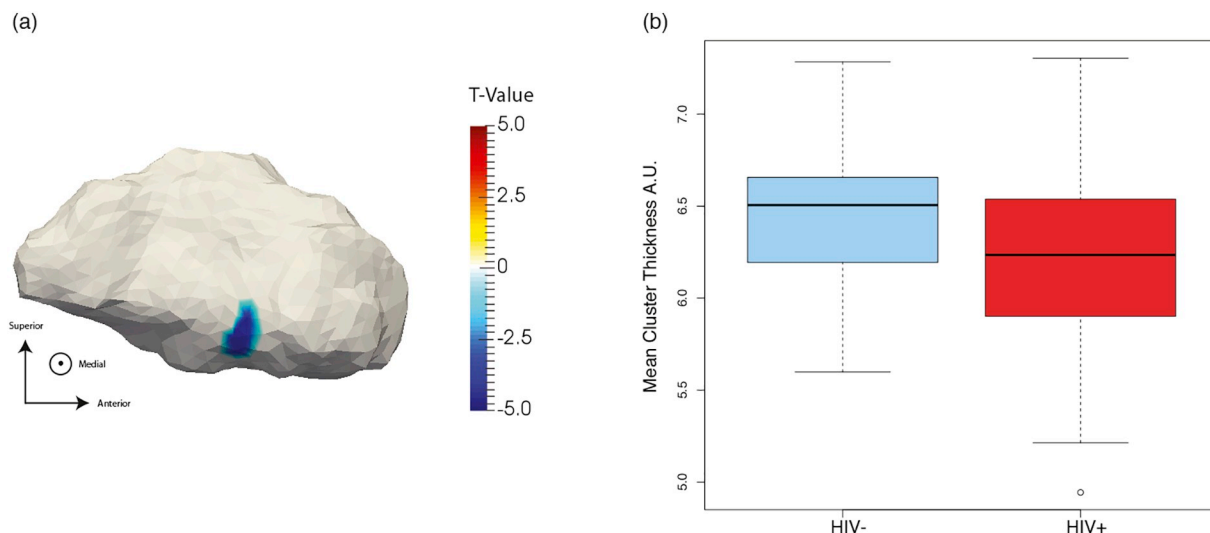 (a)
T-Value
5.0
2.5
0
-2.5
-5.0
Superior
Medial
Anterior
(b)
Mean Cluster Thickness A.U.
7.0
6.5
6.0
5.5
5.0
HIV-
HIV+